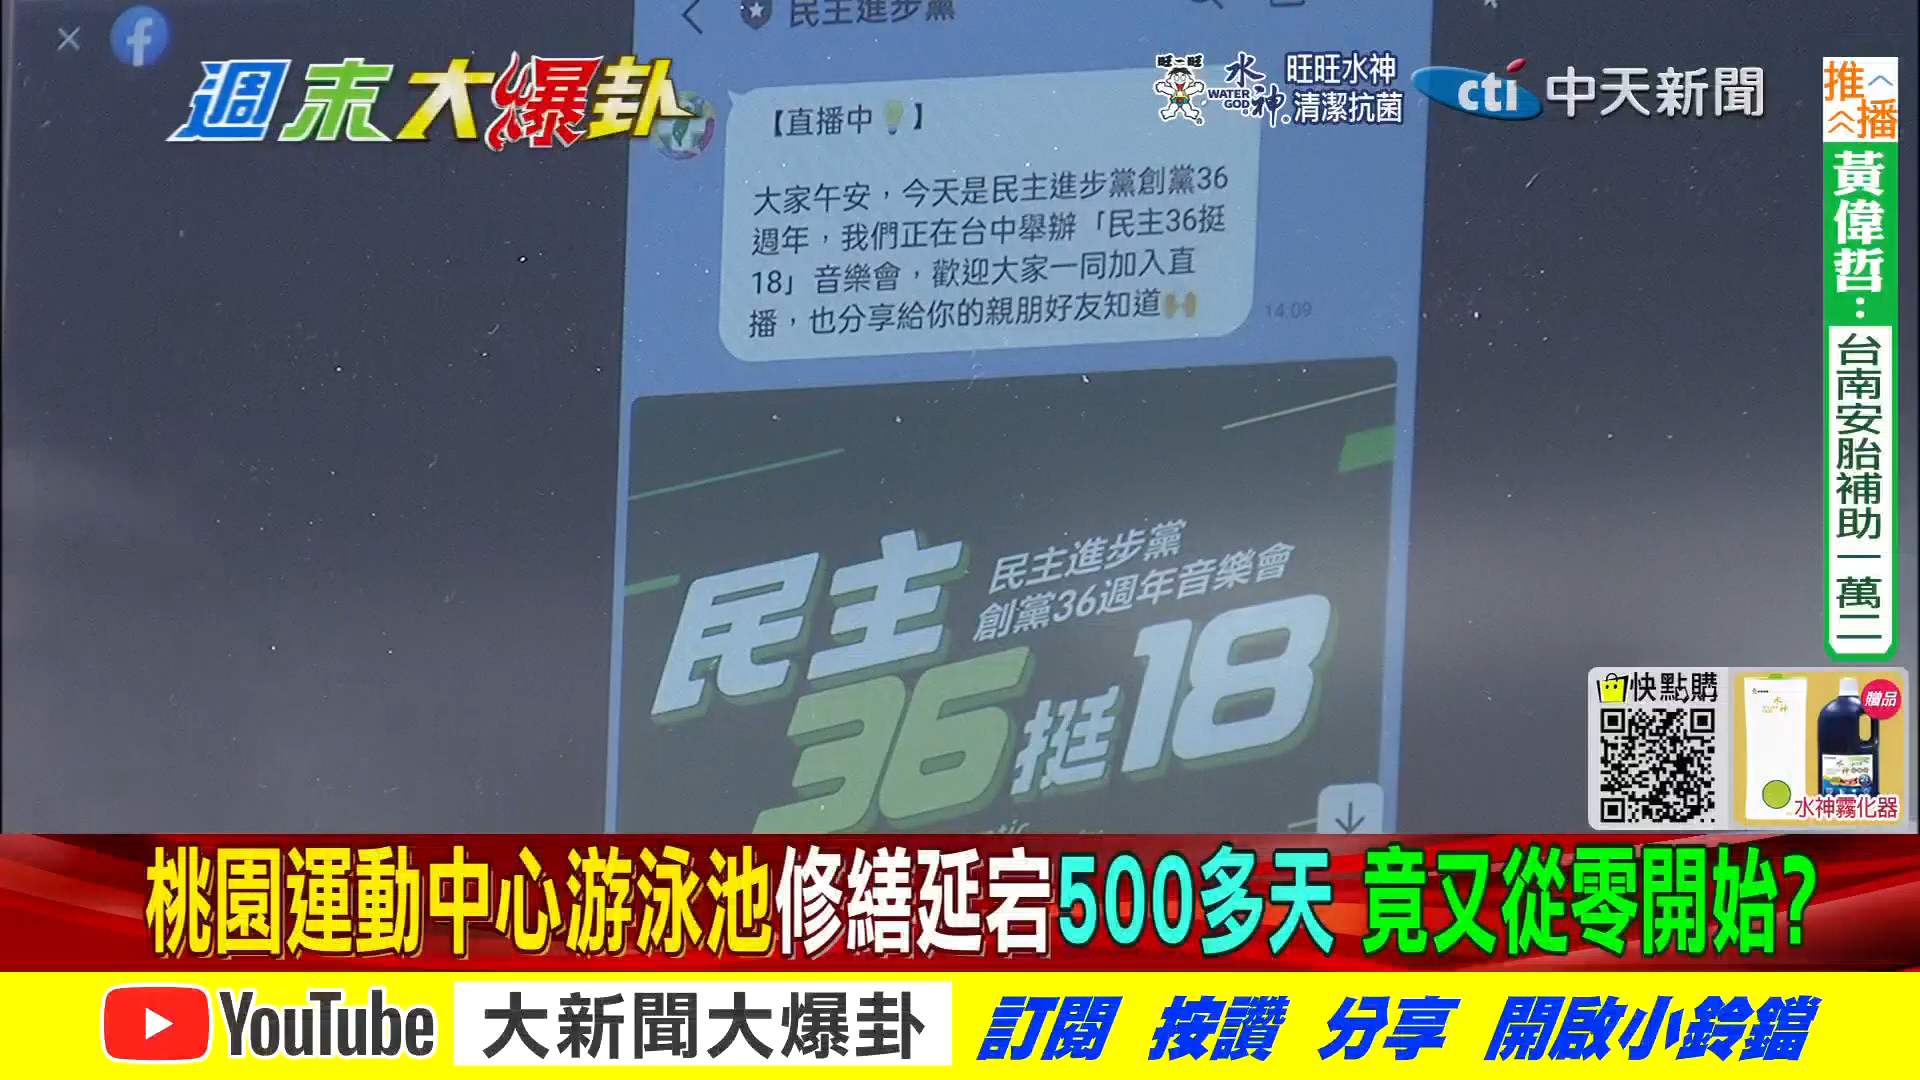 民主進步黨
週末大爆卦
旺旺
水神
WATER GOD
旺旺水神
清潔抗菌
cti 中天新聞
推播
黃偉哲：
台南安胎補助一萬二
【直播中💡】
大家午安，今天是民主進步黨創黨36
週年，我們正在台中舉辦「民主36挺
18」音樂會，歡迎大家一同加入直
播，也分享給你的親朋好友知道🙌
14:09
民主進步黨
創黨36週年音樂會
民主
36挺18
快點購
贈品
水神霧化器
桃園運動中心游泳池修繕延宕500多天 竟又從零開始?
YouTube 大新聞大爆卦 訂閱 按讚 分享 開啟小鈴鐺